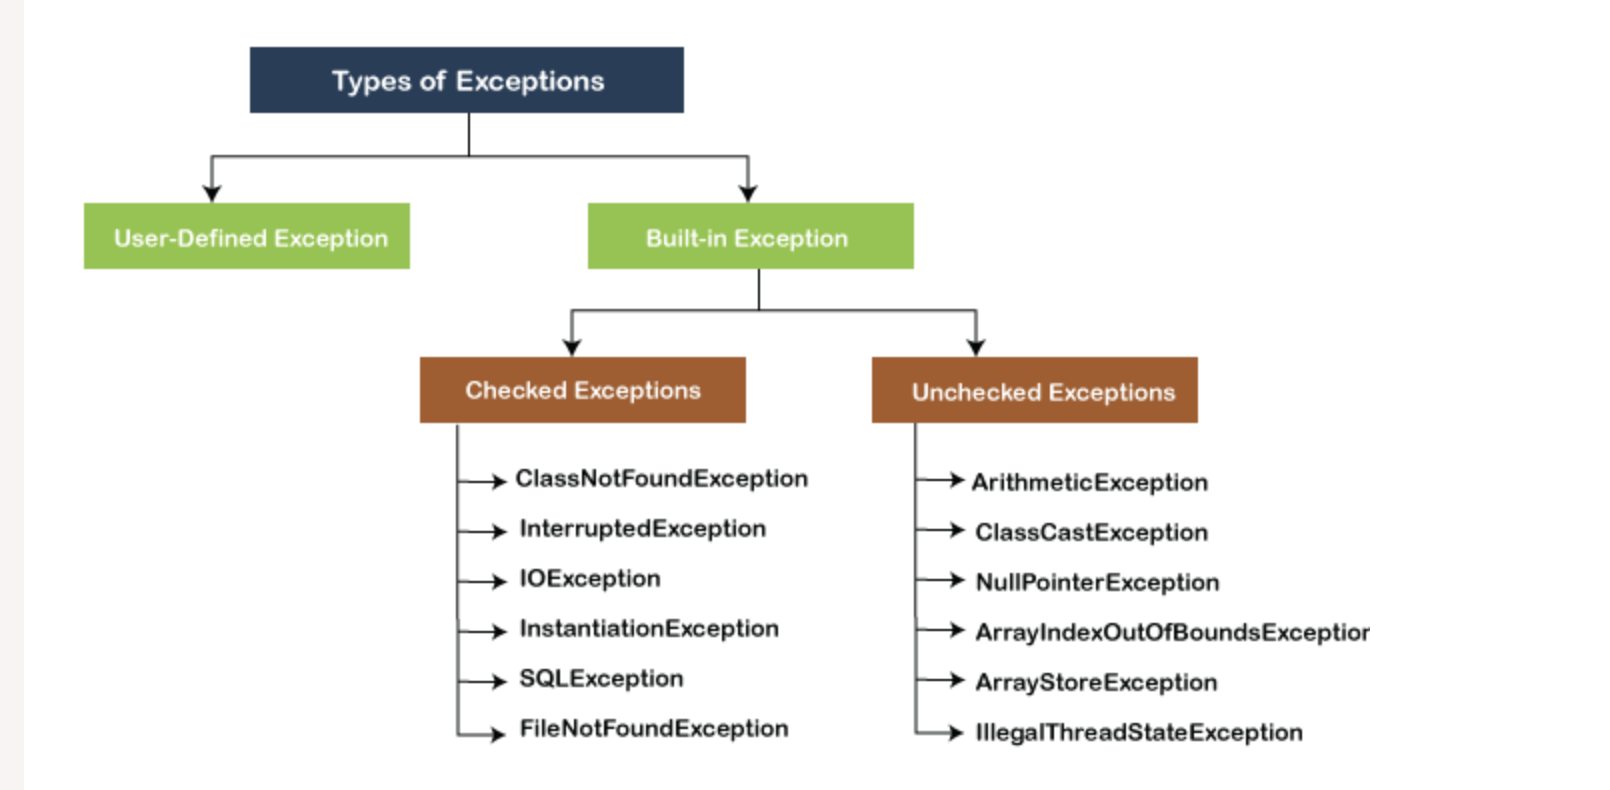 Types of Exceptions
User-Defined Exception
Built-in Exception
Checked Exceptions
Unchecked Exceptions
ClassNotFoundException
InterruptedException
IOException
InstantiationException
SQLException
FileNotFoundException
ArithmeticException
ClassCastException
NullPointerException
ArrayIndexOutOfBoundsException
ArrayStoreException
IllegalThreadStateException